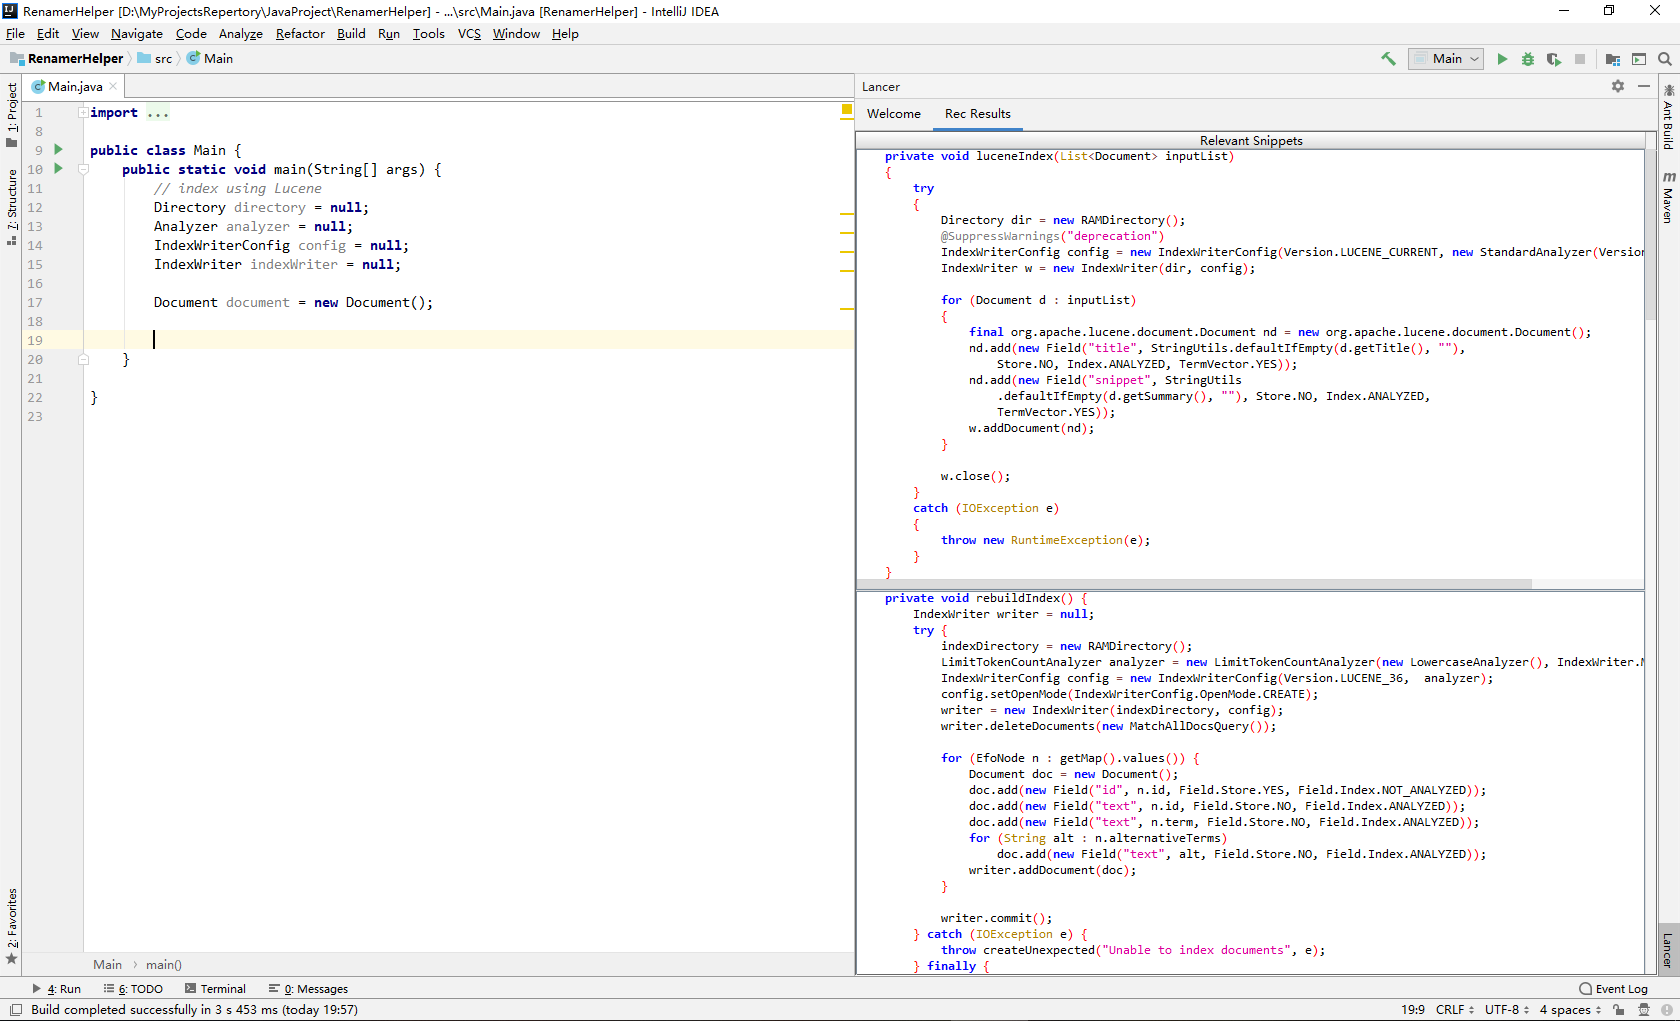 RenamerHelper [D:\MyProjectsRepertory\JavaProject\RenamerHelper] - ...\src\Main.java [RenamerHelper] - IntelliJ IDEA
File Edit View Navigate Code Analyze Refactor Build Run Tools VCS Window Help
RenamerHelper src Main
Main
1: Project
7: Structure
2: Favorites
Main.java
1 import ...
8
9 public class Main {
10 public static void main(String[] args) {
11 // index using Lucene
12 Directory directory = null;
13 Analyzer analyzer = null;
14 IndexWriterConfig config = null;
15 IndexWriter indexWriter = null;
16
17 Document document = new Document();
18
19
20 }
21
22 }
23
Main › main()
Lancer
Welcome Rec Results
Relevant Snippets
private void luceneIndex(List<Document> inputList)
{
try
{
Directory dir = new RAMDirectory();
@SuppressWarnings("deprecation")
IndexWriterConfig config = new IndexWriterConfig(Version.LUCENE_CURRENT, new StandardAnalyzer(Version
IndexWriter w = new IndexWriter(dir, config);
for (Document d : inputList)
{
final org.apache.lucene.document.Document nd = new org.apache.lucene.document.Document();
nd.add(new Field("title", StringUtils.defaultIfEmpty(d.getTitle(), ""),
Store.NO, Index.ANALYZED, TermVector.YES));
nd.add(new Field("snippet", StringUtils
.defaultIfEmpty(d.getSummary(), ""), Store.NO, Index.ANALYZED,
TermVector.YES));
w.addDocument(nd);
}
w.close();
}
catch (IOException e)
{
throw new RuntimeException(e);
}
}
private void rebuildIndex() {
IndexWriter writer = null;
try {
indexDirectory = new RAMDirectory();
LimitTokenCountAnalyzer analyzer = new LimitTokenCountAnalyzer(new LowercaseAnalyzer(), IndexWriter.M
IndexWriterConfig config = new IndexWriterConfig(Version.LUCENE_36, analyzer);
config.setOpenMode(IndexWriterConfig.OpenMode.CREATE);
writer = new IndexWriter(indexDirectory, config);
writer.deleteDocuments(new MatchAllDocsQuery());
for (EfoNode n : getMap().values()) {
Document doc = new Document();
doc.add(new Field("id", n.id, Field.Store.YES, Field.Index.NOT_ANALYZED));
doc.add(new Field("text", n.id, Field.Store.NO, Field.Index.ANALYZED));
doc.add(new Field("text", n.term, Field.Store.NO, Field.Index.ANALYZED));
for (String alt : n.alternativeTerms)
doc.add(new Field("text", alt, Field.Store.NO, Field.Index.ANALYZED));
writer.addDocument(doc);
}
writer.commit();
} catch (IOException e) {
throw createUnexpected("Unable to index documents", e);
} finally {
Ant Build
m Maven
Lancer
4: Run 6: TODO Terminal 0: Messages Event Log
Build completed successfully in 3 s 453 ms (today 19:57) 19:9 CRLF UTF-8 4 spaces